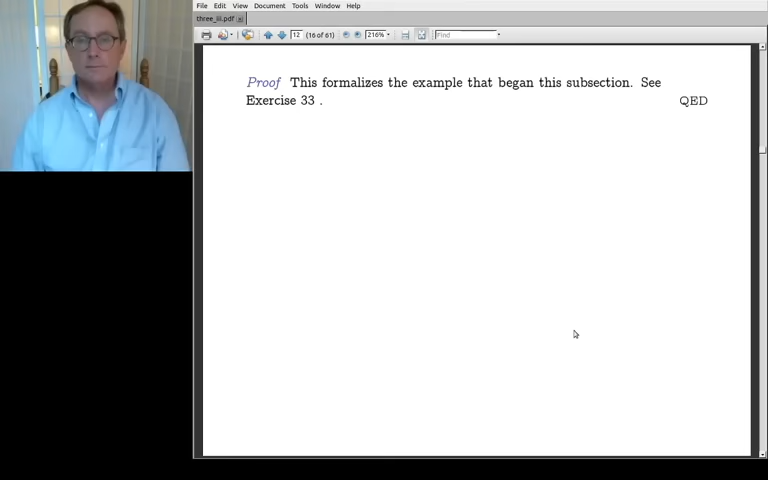 File Edit View Document Tools Window Help
three_iii.pdf
12 (16 of 61) 216% Find
Proof This formalizes the example that began this subsection. See
Exercise 33 .
QED